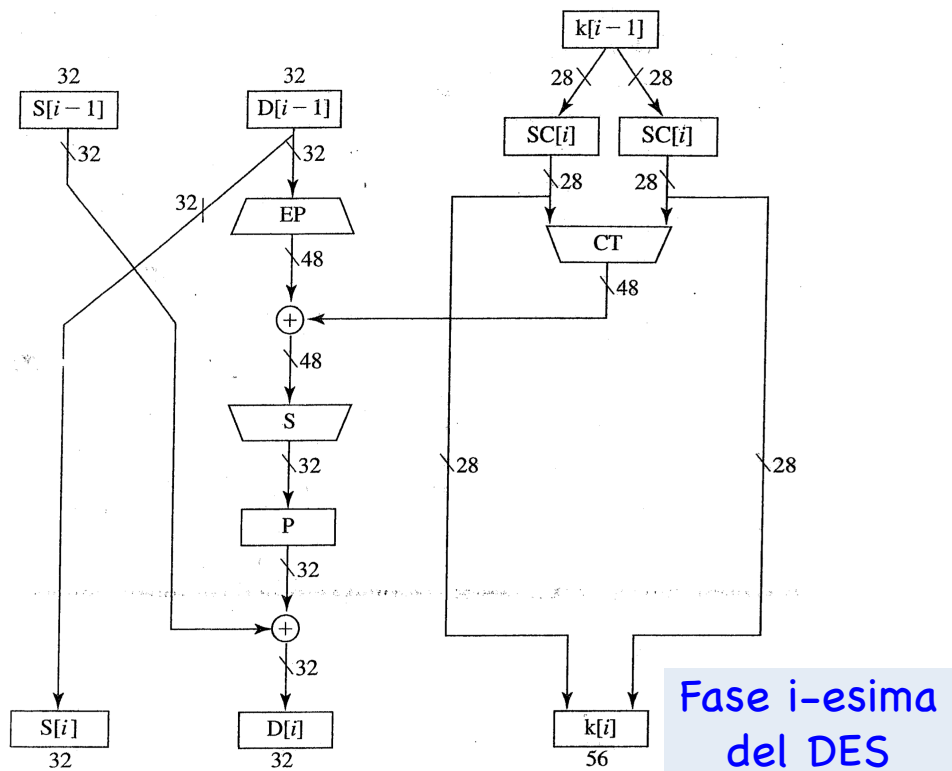 k[i − 1]
28 28
32 32
S[i − 1] D[i − 1]
SC[i] SC[i]
32 32
28 28
32
EP
CT
48
48
+
48
S
32
28 28
P
32
+
32
S[i] D[i] k[i]
32 32 56
Fase i-esima
del DES